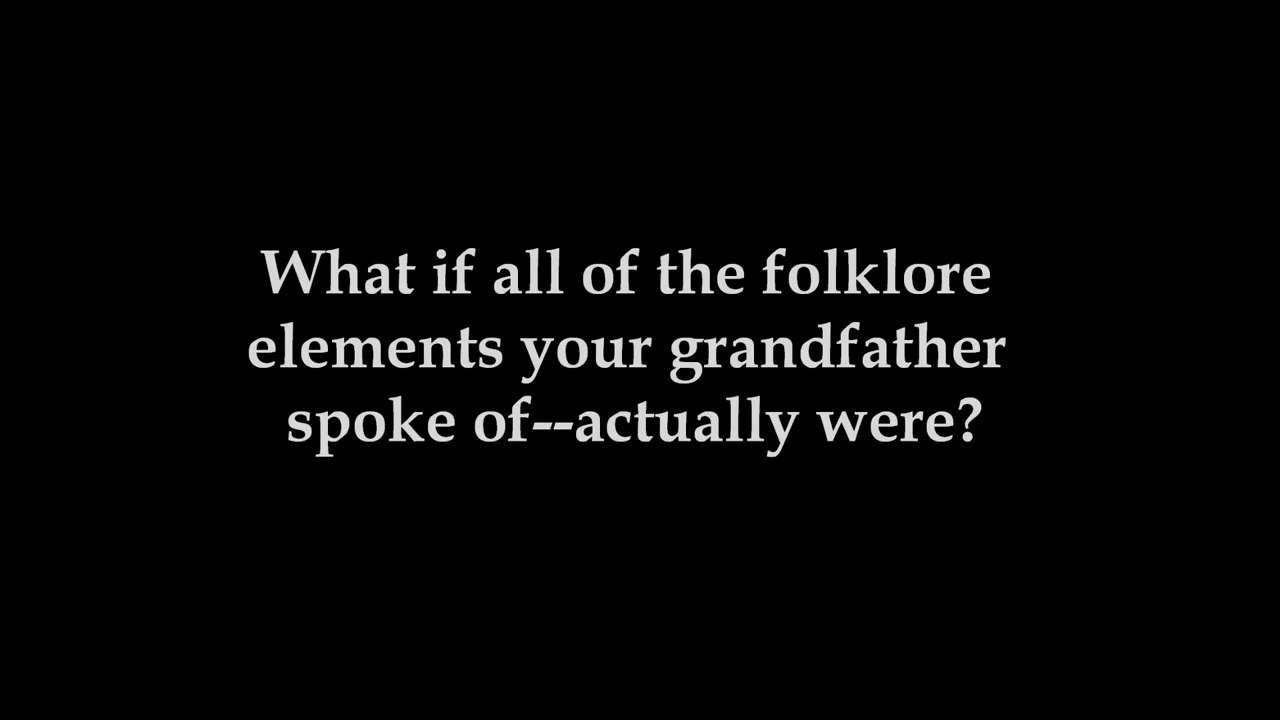 What if all of the folklore
elements your grandfather
spoke of--actually were?